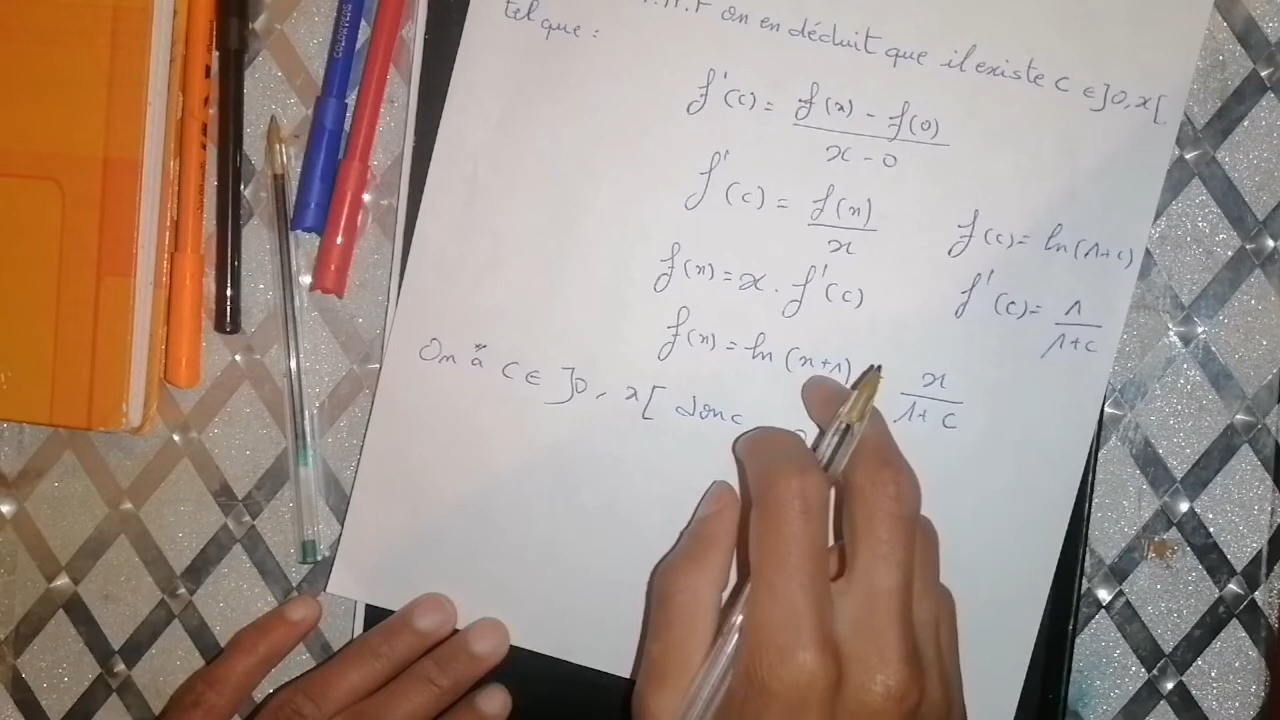 on en déduit que il existe c ∈ ]0, x[
tel que :
f'(c) = f(x) - f(0) / x - 0
f'(c) = f(x) / x
f(c) = ln(1+c)
f(x) = x . f'(c)
f'(c) = 1 / 1+c
f(x) = ln(x+1)
x / 1+c
On a c ∈ ]0, x[ donc
COLORPEPS